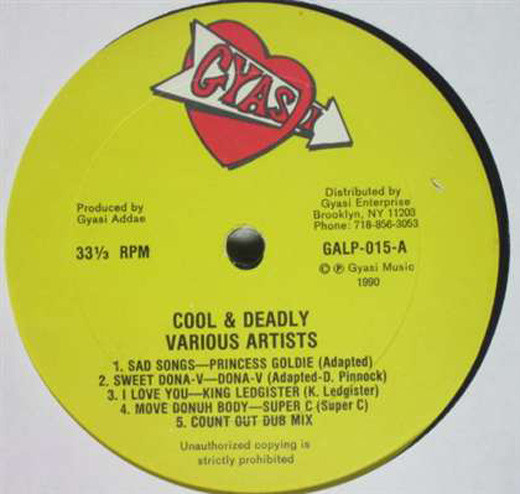 GYASI
Produced by
Gyasi Addae
33⅓ RPM
Distributed by
Gyasi Enterprise
Brooklyn, NY 11203
Phone: 718-856-3053
GALP-015-A
© ℗ Gyasi Music
1990
COOL & DEADLY
VARIOUS ARTISTS
1. SAD SONGS—PRINCESS GOLDIE (Adapted)
2. SWEET DONA-V—DONA-V (Adapted-D. Pinnock)
3. I LOVE YOU—KING LEDGISTER (K. Ledgister)
4. MOVE DONUH BODY—SUPER C (Super C)
5. COUNT OUT DUB MIX
Unauthorized copying is
strictly prohibited